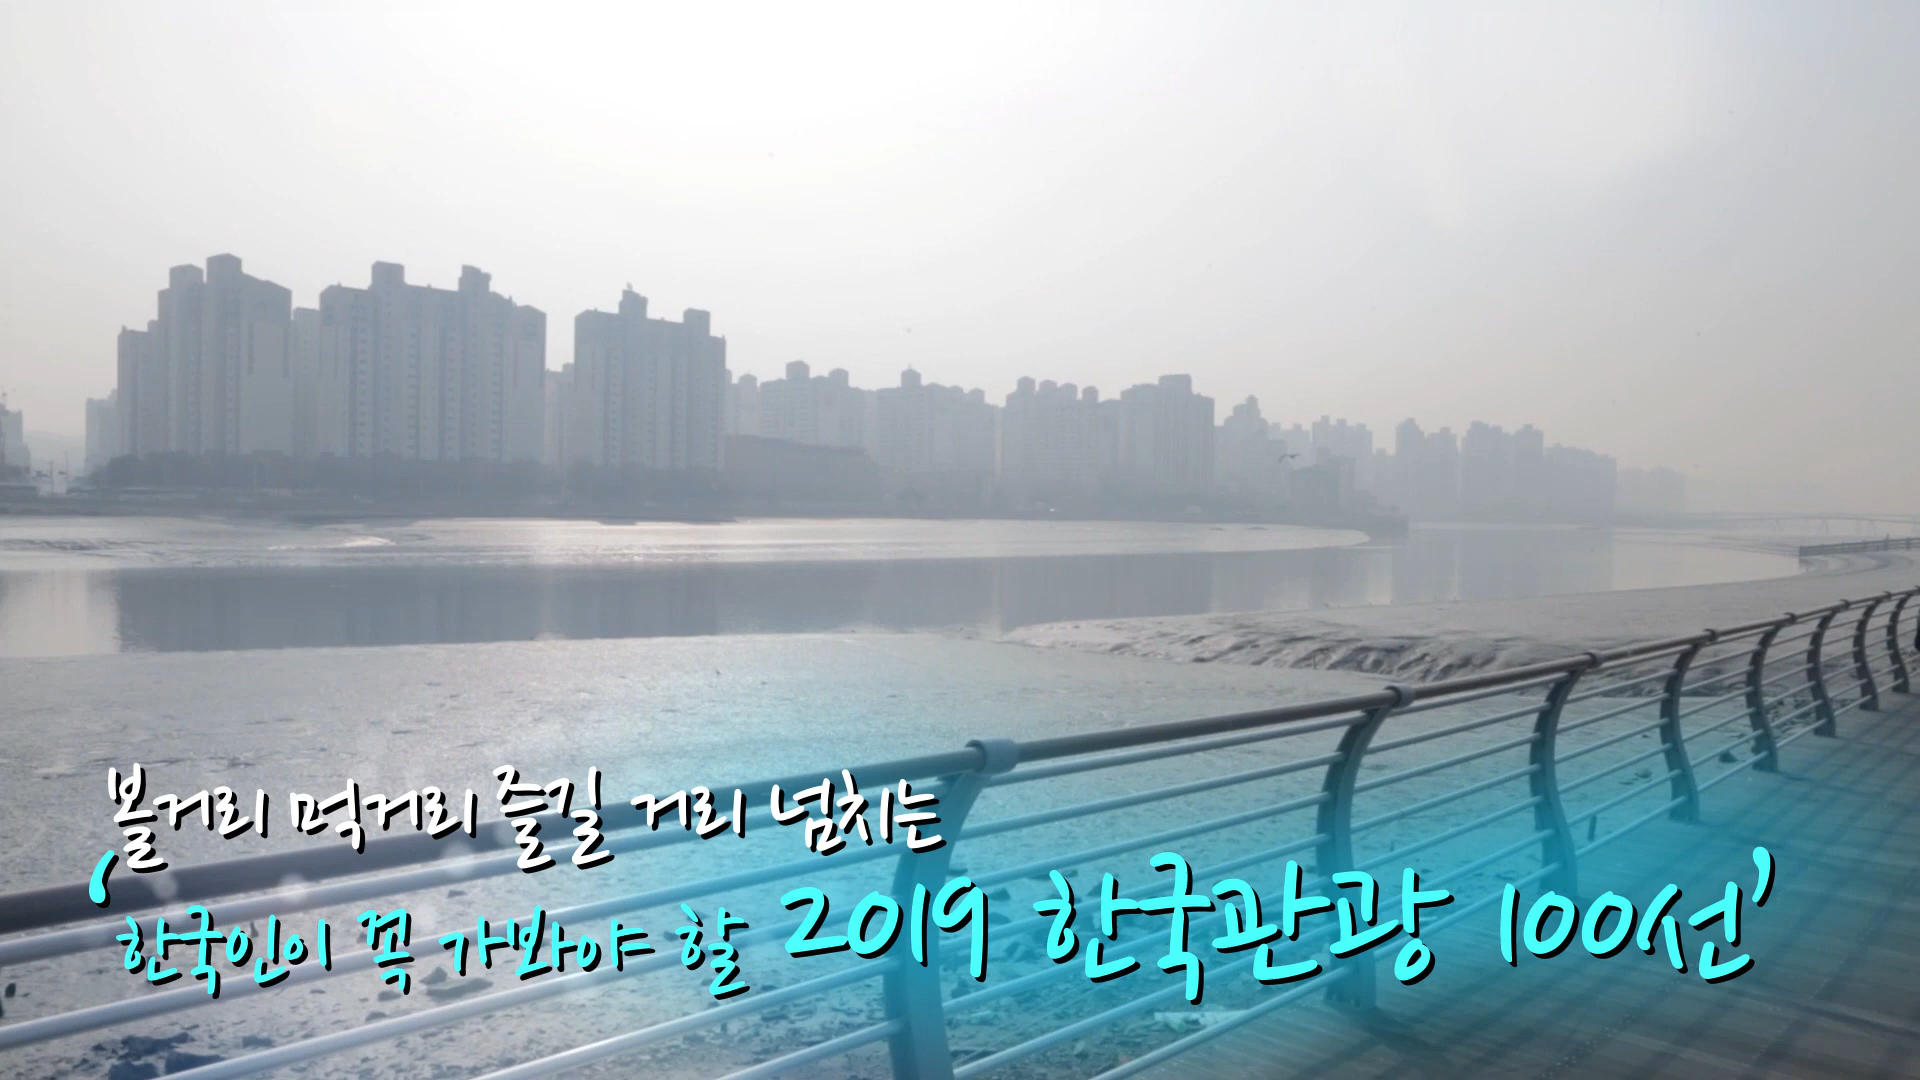 볼거리 먹거리 즐길 거리 넘치는
‘한국인이 꼭 가봐야 할 2019 한국관광 100선’